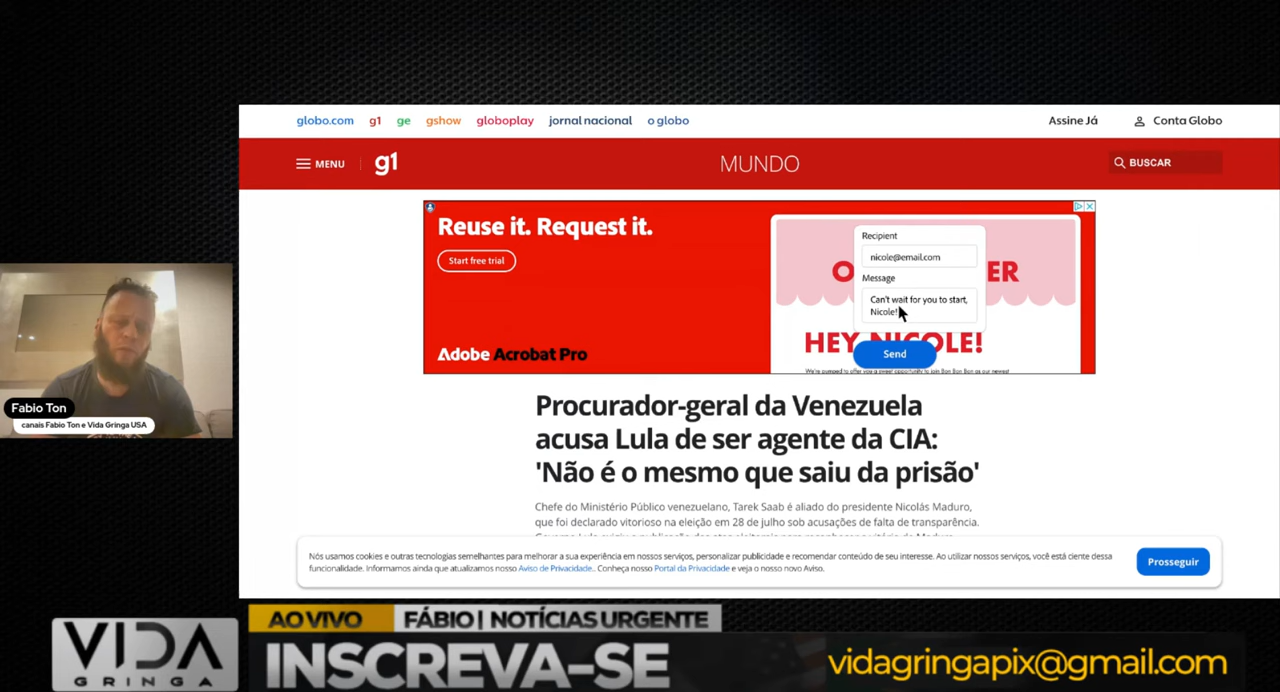 globo.com g1 ge gshow globoplay jornal nacional o globo Assine Já Conta Globo
MENU g1 MUNDO BUSCAR
Reuse it. Request it.
Start free trial
Adobe Acrobat Pro
Recipient
nicole@email.com
Message
Can't wait for you to start,
Nicole!
HEY NICOLE!
Send
Procurador-geral da Venezuela
acusa Lula de ser agente da CIA:
'Não é o mesmo que saiu da prisão'
Chefe do Ministério Público venezuelano, Tarek Saab é aliado do presidente Nicolás Maduro,
que foi declarado vitorioso na eleição em 28 de julho sob acusações de falta de transparência.
Nós usamos cookies e outras tecnologias semelhantes para melhorar a sua experiência em nossos serviços, personalizar publicidade e recomendar conteúdo de seu interesse. Ao utilizar nossos serviços, você está ciente dessa
funcionalidade. Informamos ainda que atualizamos nosso Aviso de Privacidade.. Conheça nosso Portal da Privacidade e veja o nosso novo Aviso.
Prosseguir
Fabio Ton
canais Fabio Ton e Vida Gringa USA
AO VIVO FÁBIO | NOTÍCIAS URGENTE
VIDA
GRINGA
INSCREVA-SE
vidagringapix@gmail.com